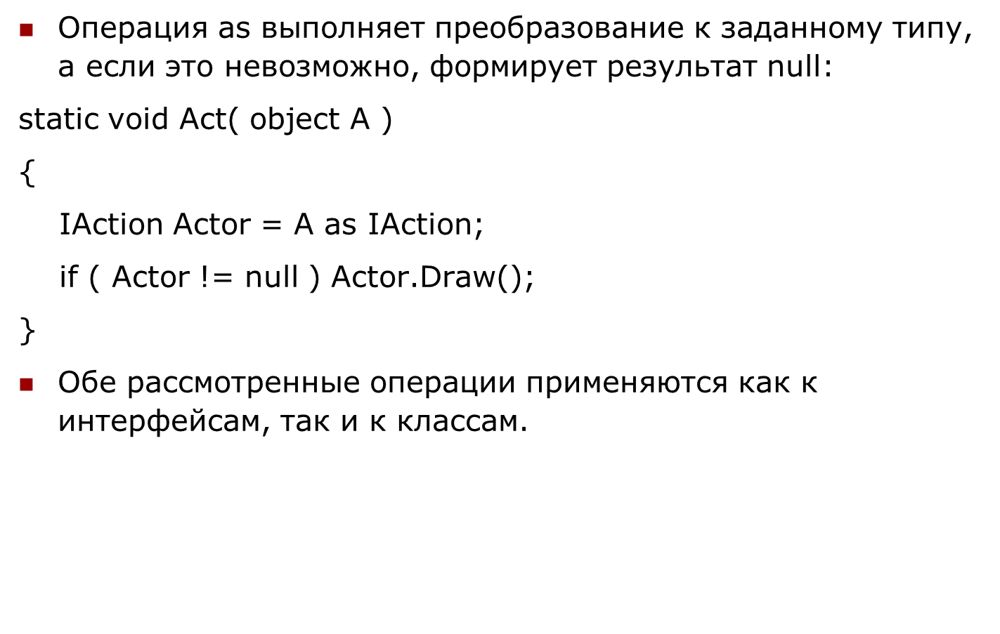 Операция as выполняет преобразование к заданному типу,
а если это невозможно, формирует результат null:
static void Act( object A )
{
IAction Actor = A as IAction;
if ( Actor != null ) Actor.Draw();
}
Обе рассмотренные операции применяются как к
интерфейсам, так и к классам.